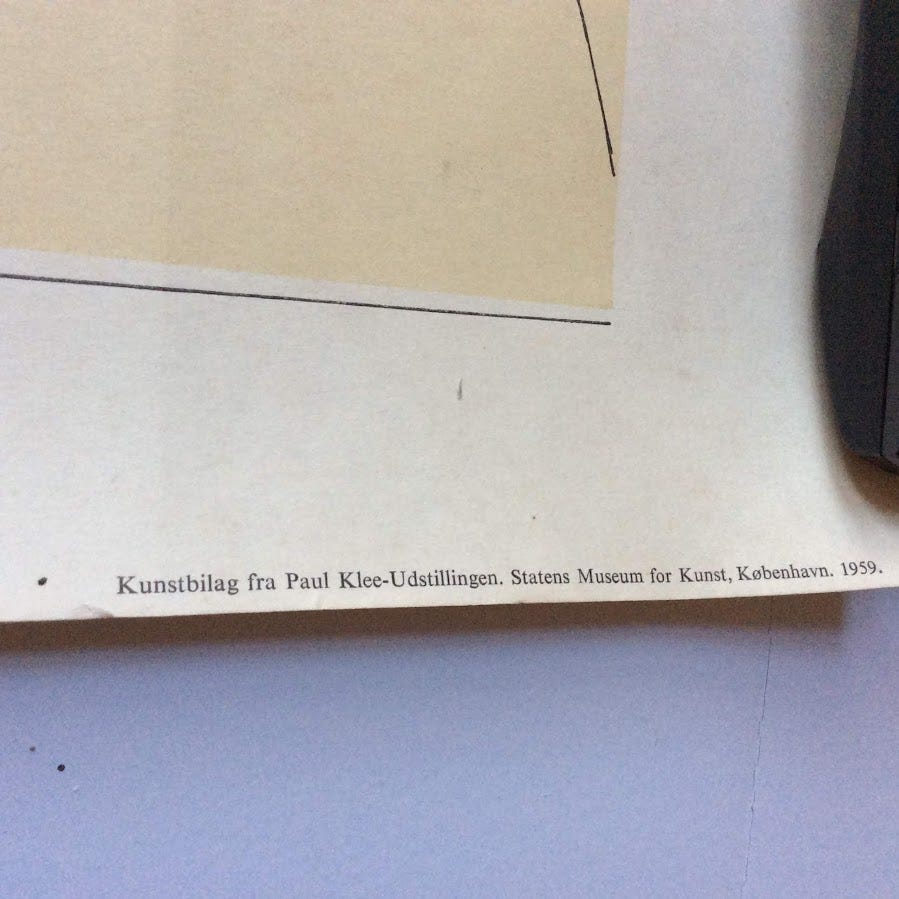 Kunstbilag fra Paul Klee-Udstillingen. Statens Museum for Kunst, København. 1959.